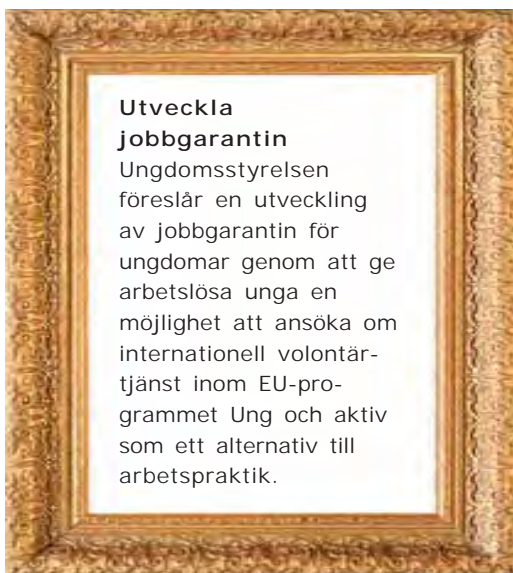 Utveckla
jobbgarantin
Ungdomsstyrelsen
föreslår en utveckling
av jobbgarantin för
ungdomar genom att ge
arbetslösa unga en
möjlighet att ansöka om
internationell volontär-
tjänst inom EU-pro-
grammet Ung och aktiv
som ett alternativ till
arbetspraktik.